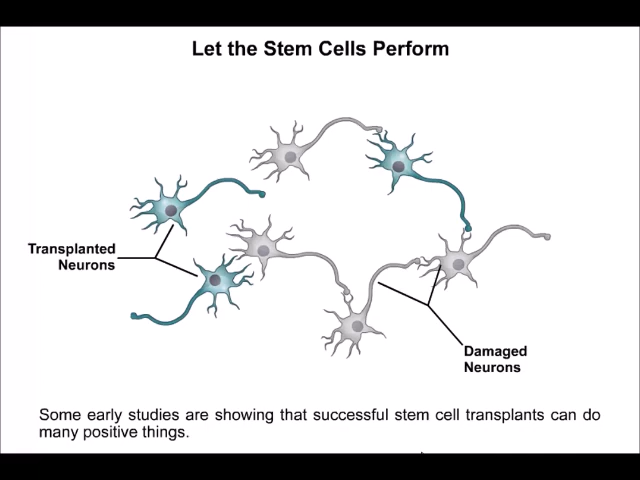 Let the Stem Cells Perform
Transplanted
Neurons
Damaged
Neurons
Some early studies are showing that successful stem cell transplants can do
many positive things.